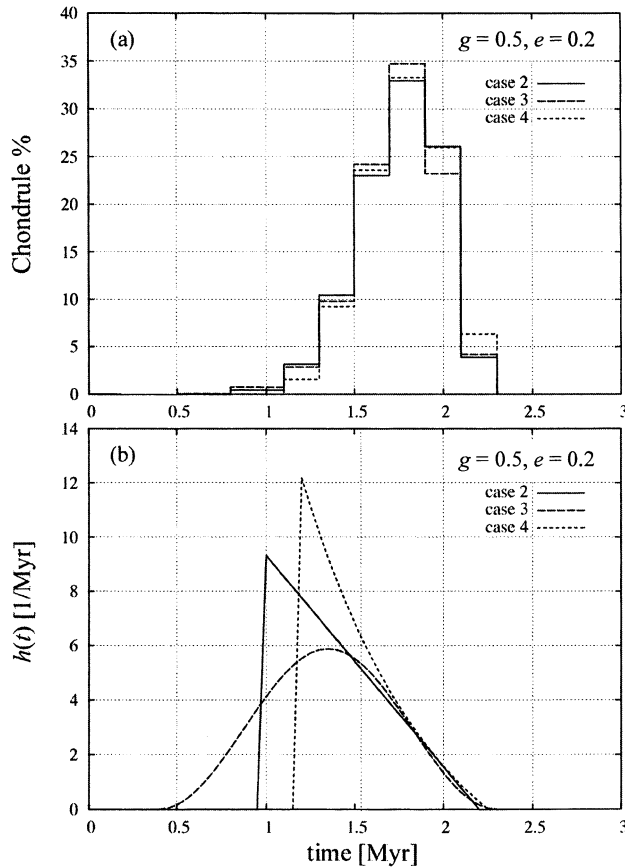 (a)
g = 0.5, e = 0.2
case 2
case 3
case 4
Chondrule %
40
35
30
25
20
15
10
5
0
0 0.5 1 1.5 2 2.5 3
(b)
g = 0.5, e = 0.2
case 2
case 3
case 4
h(t) [1/Myr]
14
12
10
8
6
4
2
0
0 0.5 1 1.5 2 2.5 3
time [Myr]